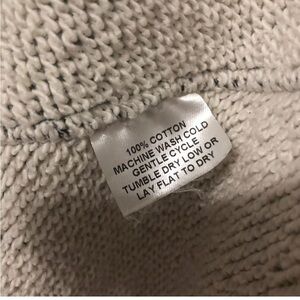 100% COTTON
MACHINE WASH COLD
GENTLE CYCLE
TUMBLE DRY LOW OR
LAY FLAT TO DRY